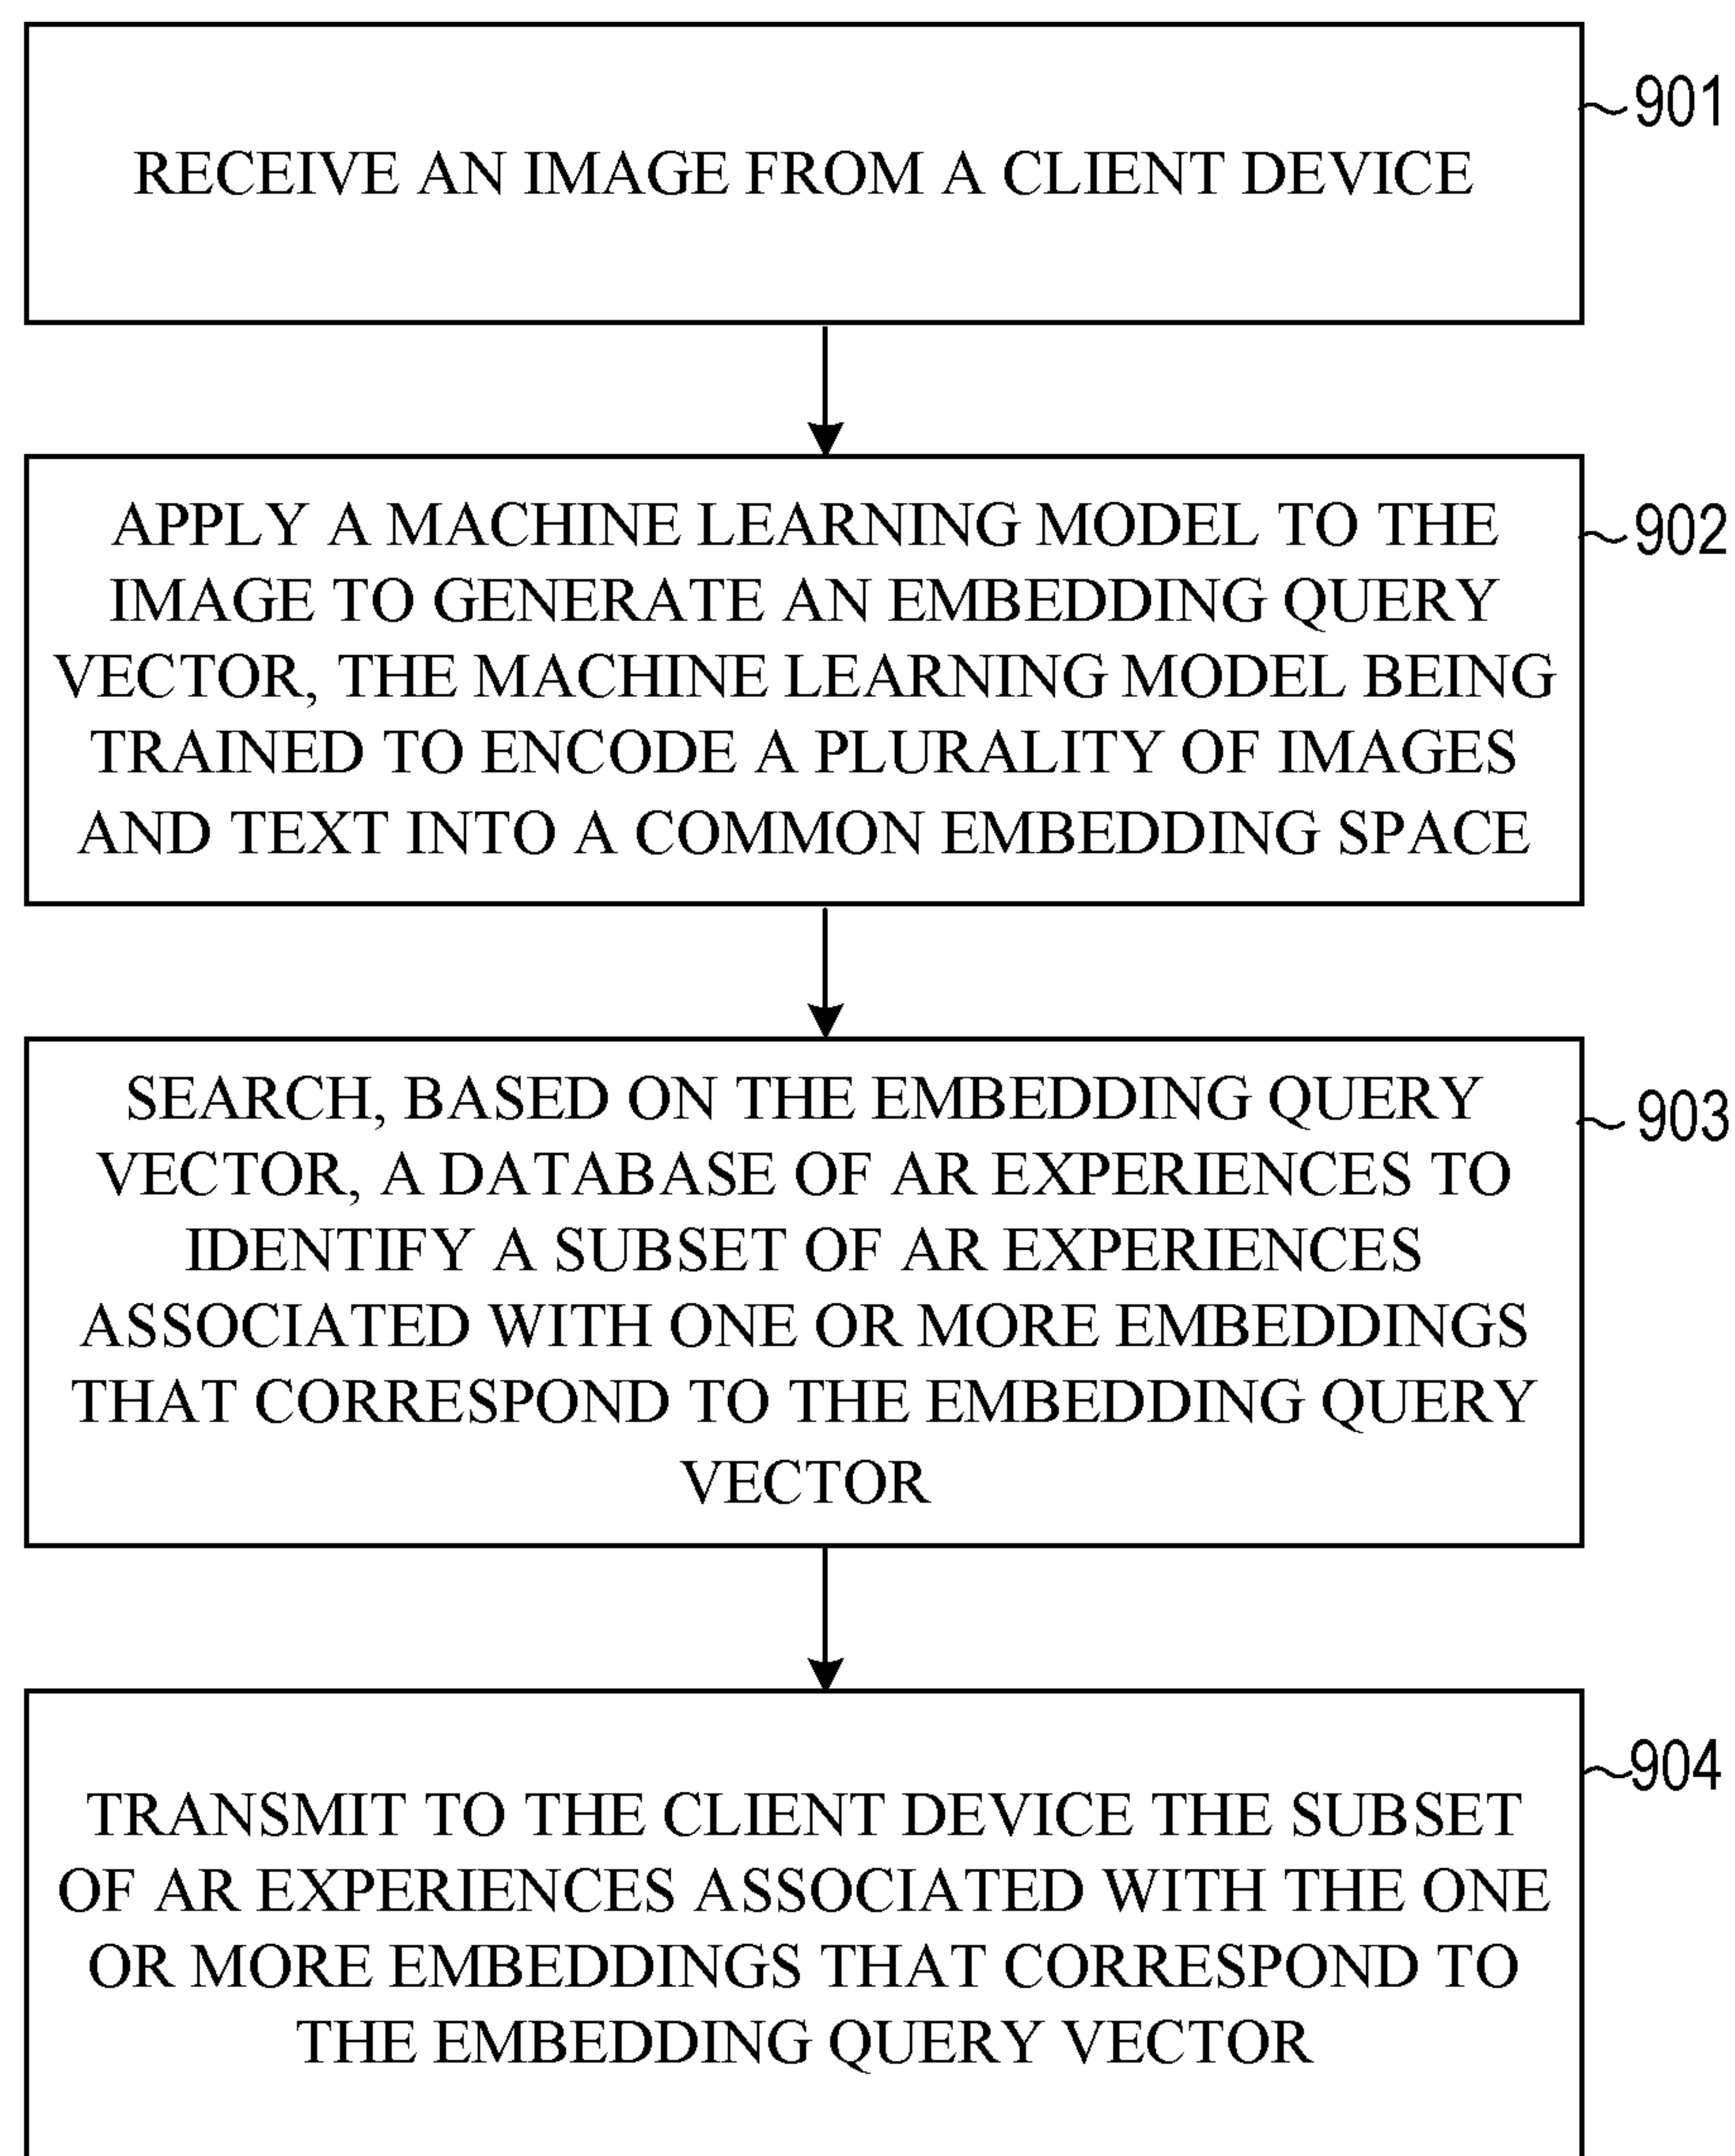 RECEIVE AN IMAGE FROM A CLIENT DEVICE
901
APPLY A MACHINE LEARNING MODEL TO THE
IMAGE TO GENERATE AN EMBEDDING QUERY
VECTOR, THE MACHINE LEARNING MODEL BEING
TRAINED TO ENCODE A PLURALITY OF IMAGES
AND TEXT INTO A COMMON EMBEDDING SPACE
902
SEARCH, BASED ON THE EMBEDDING QUERY
VECTOR, A DATABASE OF AR EXPERIENCES TO
IDENTIFY A SUBSET OF AR EXPERIENCES
ASSOCIATED WITH ONE OR MORE EMBEDDINGS
THAT CORRESPOND TO THE EMBEDDING QUERY
VECTOR
903
TRANSMIT TO THE CLIENT DEVICE THE SUBSET
OF AR EXPERIENCES ASSOCIATED WITH THE ONE
OR MORE EMBEDDINGS THAT CORRESPOND TO
THE EMBEDDING QUERY VECTOR
904